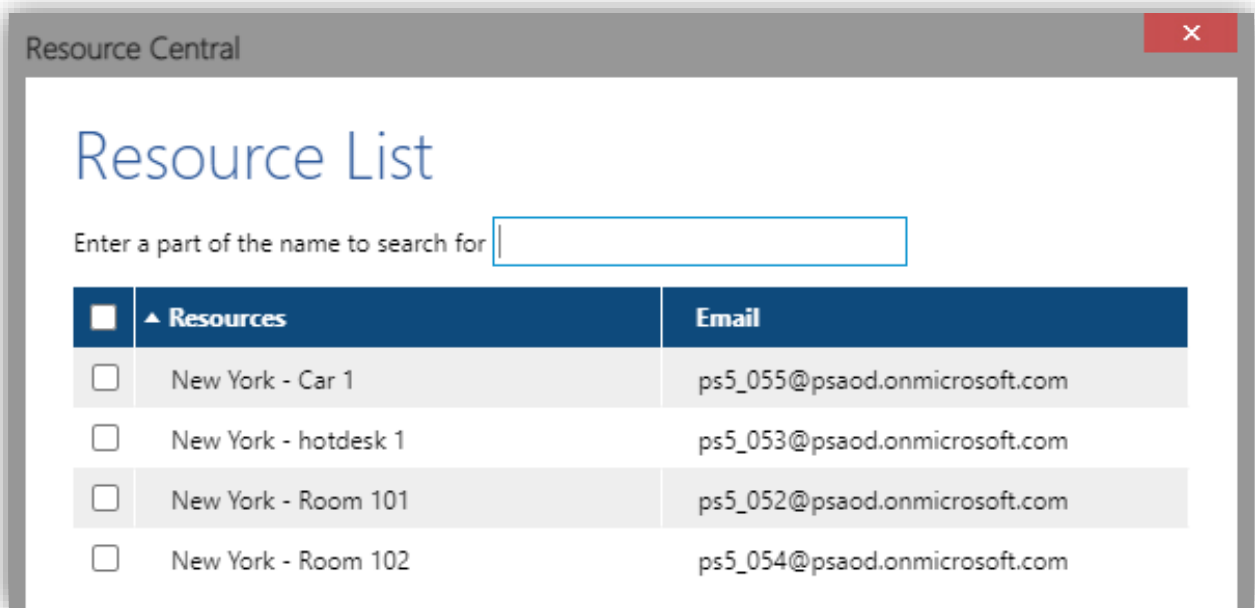 Resource Central
Resource List
Enter a part of the name to search for
Resources Email
New York - Car 1 ps5_055@psaod.onmicrosoft.com
New York - hotdesk 1 ps5_053@psaod.onmicrosoft.com
New York - Room 101 ps5_052@psaod.onmicrosoft.com
New York - Room 102 ps5_054@psaod.onmicrosoft.com